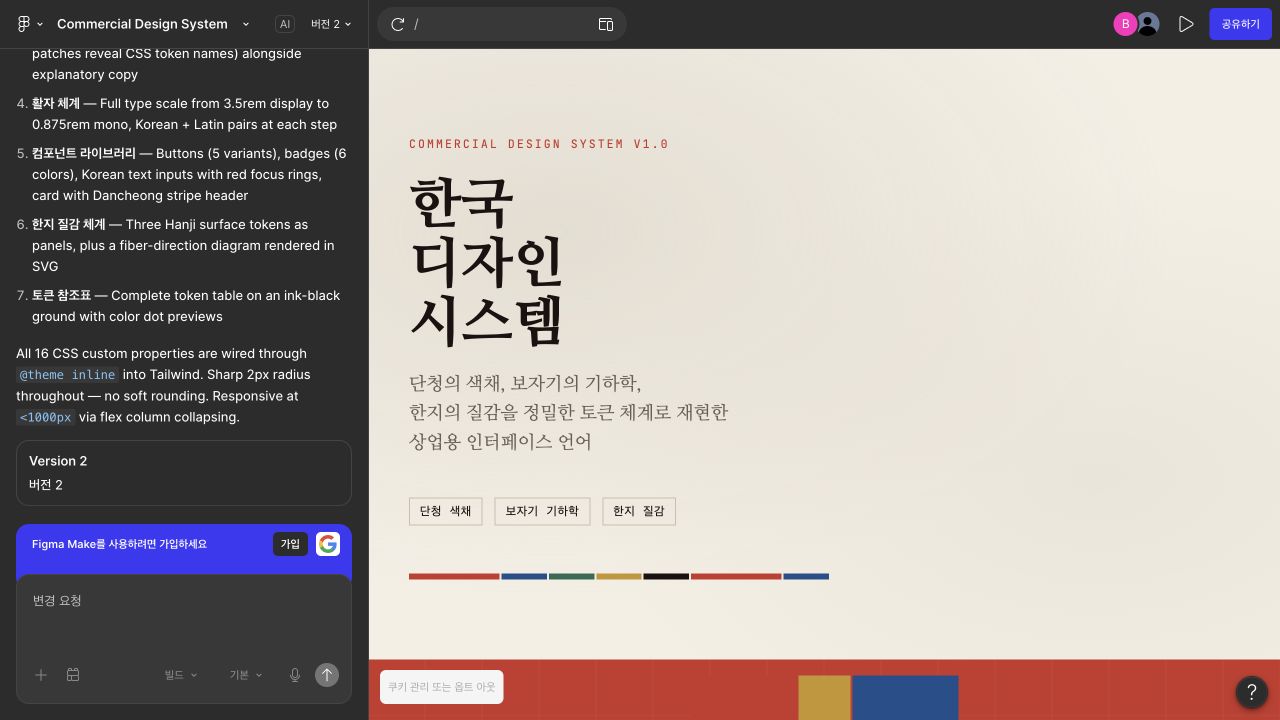 Commercial Design System
AI
버전 2
/
B
공유하기
patches reveal CSS token names) alongside
explanatory copy
4. 활자 체계 — Full type scale from 3.5rem display to
0.875rem mono, Korean + Latin pairs at each step
5. 컴포넌트 라이브러리 — Buttons (5 variants), badges (6
colors), Korean text inputs with red focus rings,
card with Dancheong stripe header
6. 한지 질감 체계 — Three Hanji surface tokens as
panels, plus a fiber-direction diagram rendered in
SVG
7. 토큰 참조표 — Complete token table on an ink-black
ground with color dot previews
All 16 CSS custom properties are wired through
@theme inline into Tailwind. Sharp 2px radius
throughout — no soft rounding. Responsive at
<1000px via flex column collapsing.
Version 2
버전 2
Figma Make를 사용하려면 가입하세요
가입
변경 요청
빌드
기본
COMMERCIAL DESIGN SYSTEM V1.0
한국
디자인
시스템
단청의 색채, 보자기의 기하학,
한지의 질감을 정밀한 토큰 체계로 재현한
상업용 인터페이스 언어
단청 색채
보자기 기하학
한지 질감
쿠키 관리 또는 옵트 아웃
?